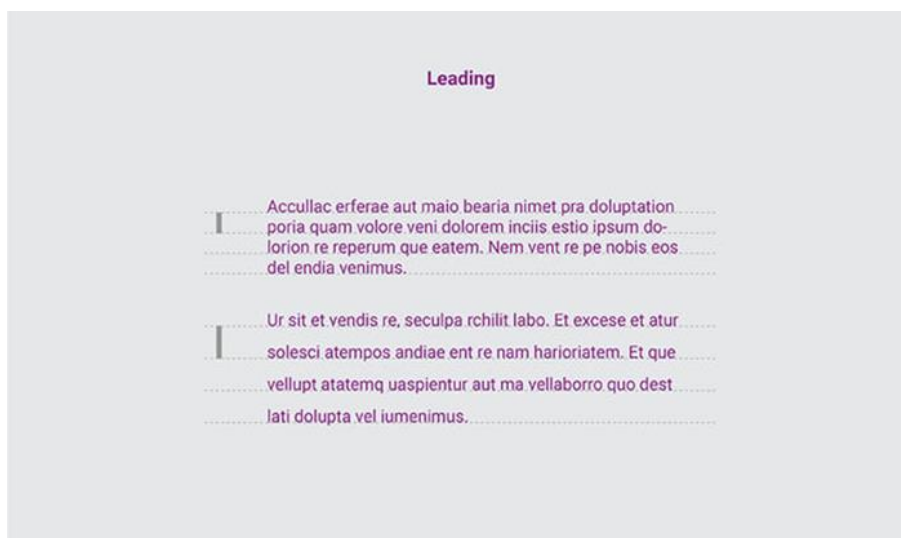 Leading
Accullac erferae aut maio bearia nimet pra doluptation
poria quam volore veni dolorem inciis estio ipsum do-
lorion re reperum que eatem. Nem vent re pe nobis eos
del endia venimus.
Ur sit et vendis re, seculpa rchilit labo. Et excese et atur
solesci atempos andiae ent re nam harioriatem. Et que
vellupt atatemq uaspientur aut ma vellaborro quo dest
lati dolupta vel iumenimus.